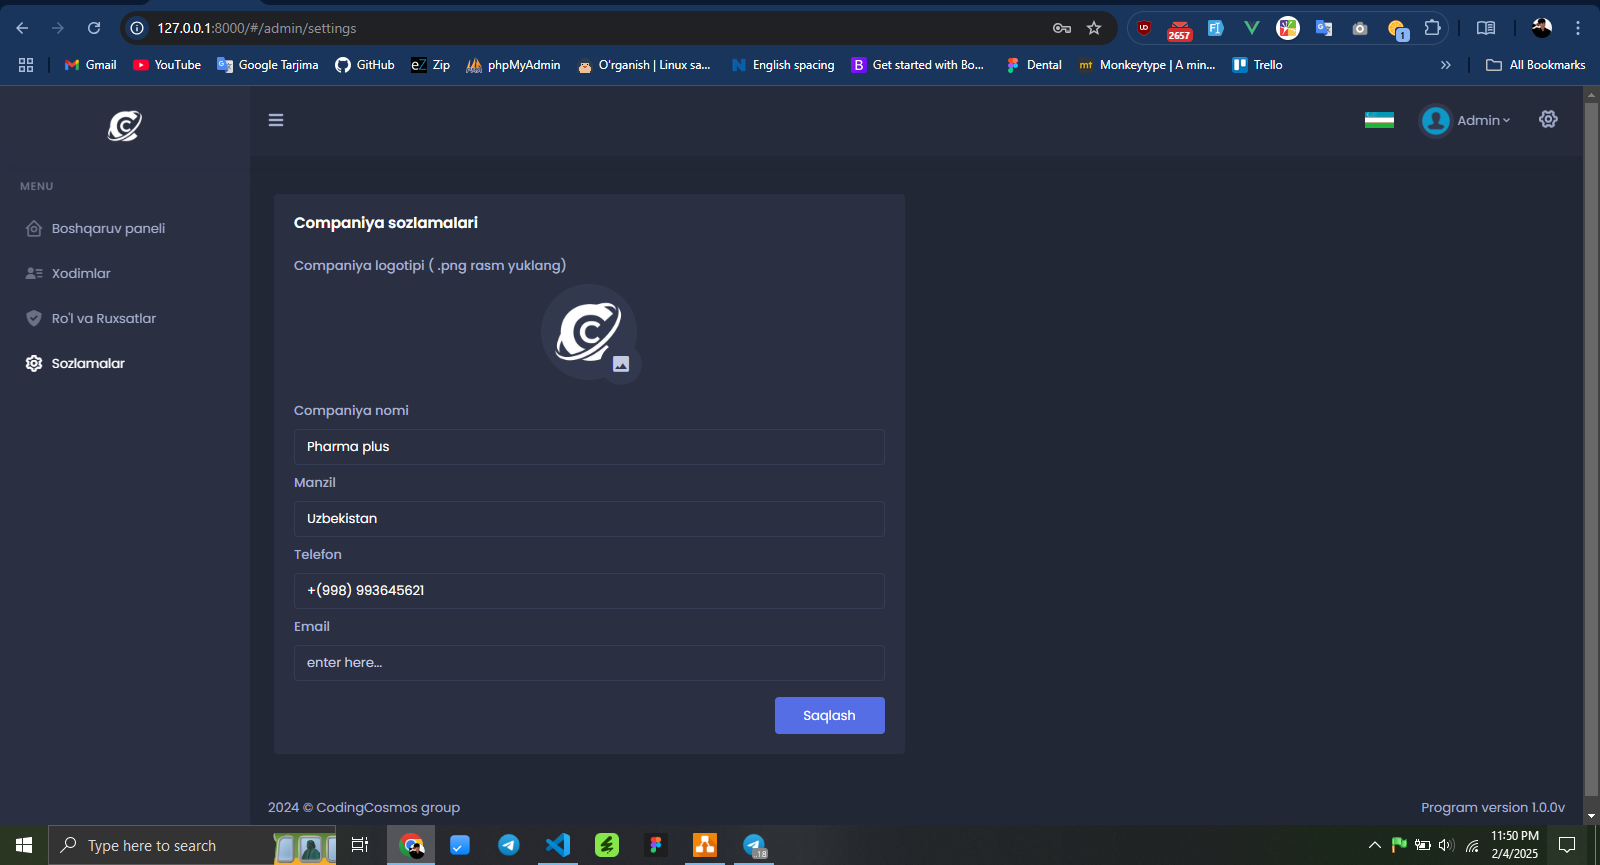 127.0.0.1:8000/#/admin/settings
2657
1
Gmail
YouTube
Google Tarjima
GitHub
eZ Zip
phpMyAdmin
O'rganish | Linux sa...
N English spacing
B Get started with Bo...
Dental
mt Monkeytype | A min...
Trello
»
All Bookmarks
C
Admin
MENU
Boshqaruv paneli
Xodimlar
Ro'l va Ruxsatlar
Sozlamalar
Companiya sozlamalari
Companiya logotipi ( .png rasm yuklang)
C
Companiya nomi
Pharma plus
Manzil
Uzbekistan
Telefon
+(998) 993645621
Email
enter here...
Saqlash
2024 © CodingCosmos group
Program version 1.0.0v
Type here to search
18
11:50 PM
2/4/2025